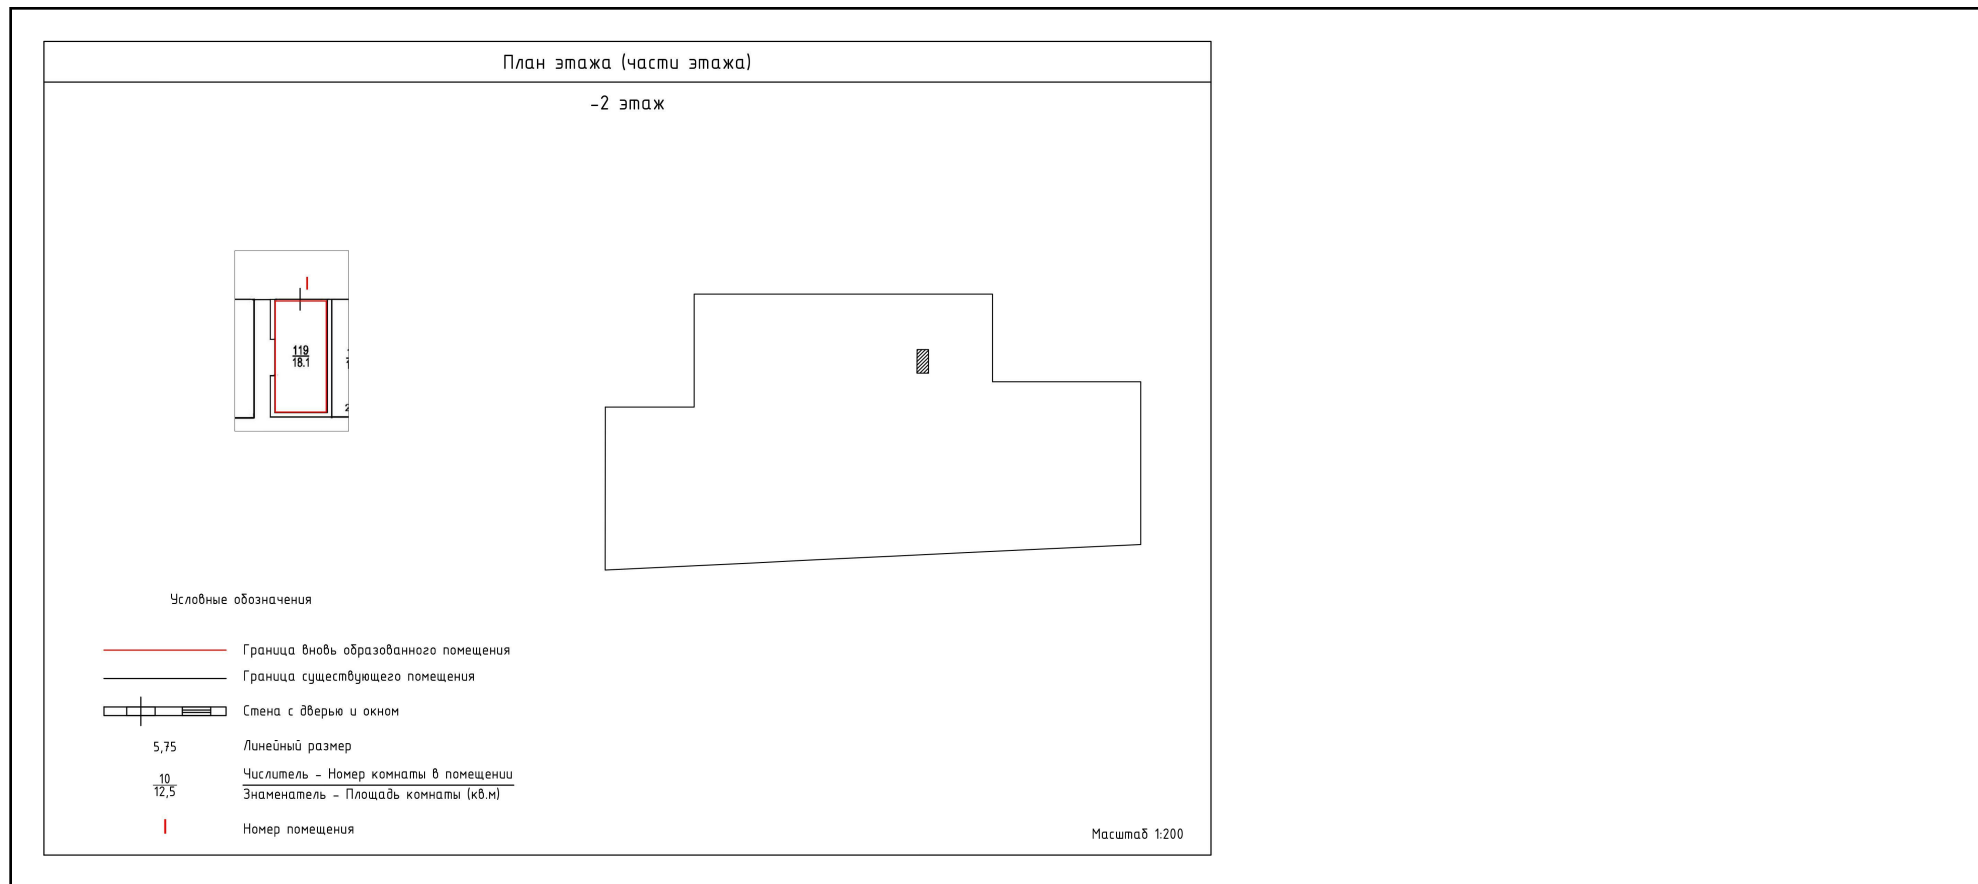 План этажа (части этажа)
-2 этаж
I
119
18.1
2
Условные обозначения
Граница вновь образованного помещения
Граница существующего помещения
Стена с дверью и окном
5,75 Линейный размер
10 Числитель - Номер комнаты в помещении
12,5 Знаменатель - Площадь комнаты (кв.м)
I Номер помещения
Масштаб 1:200